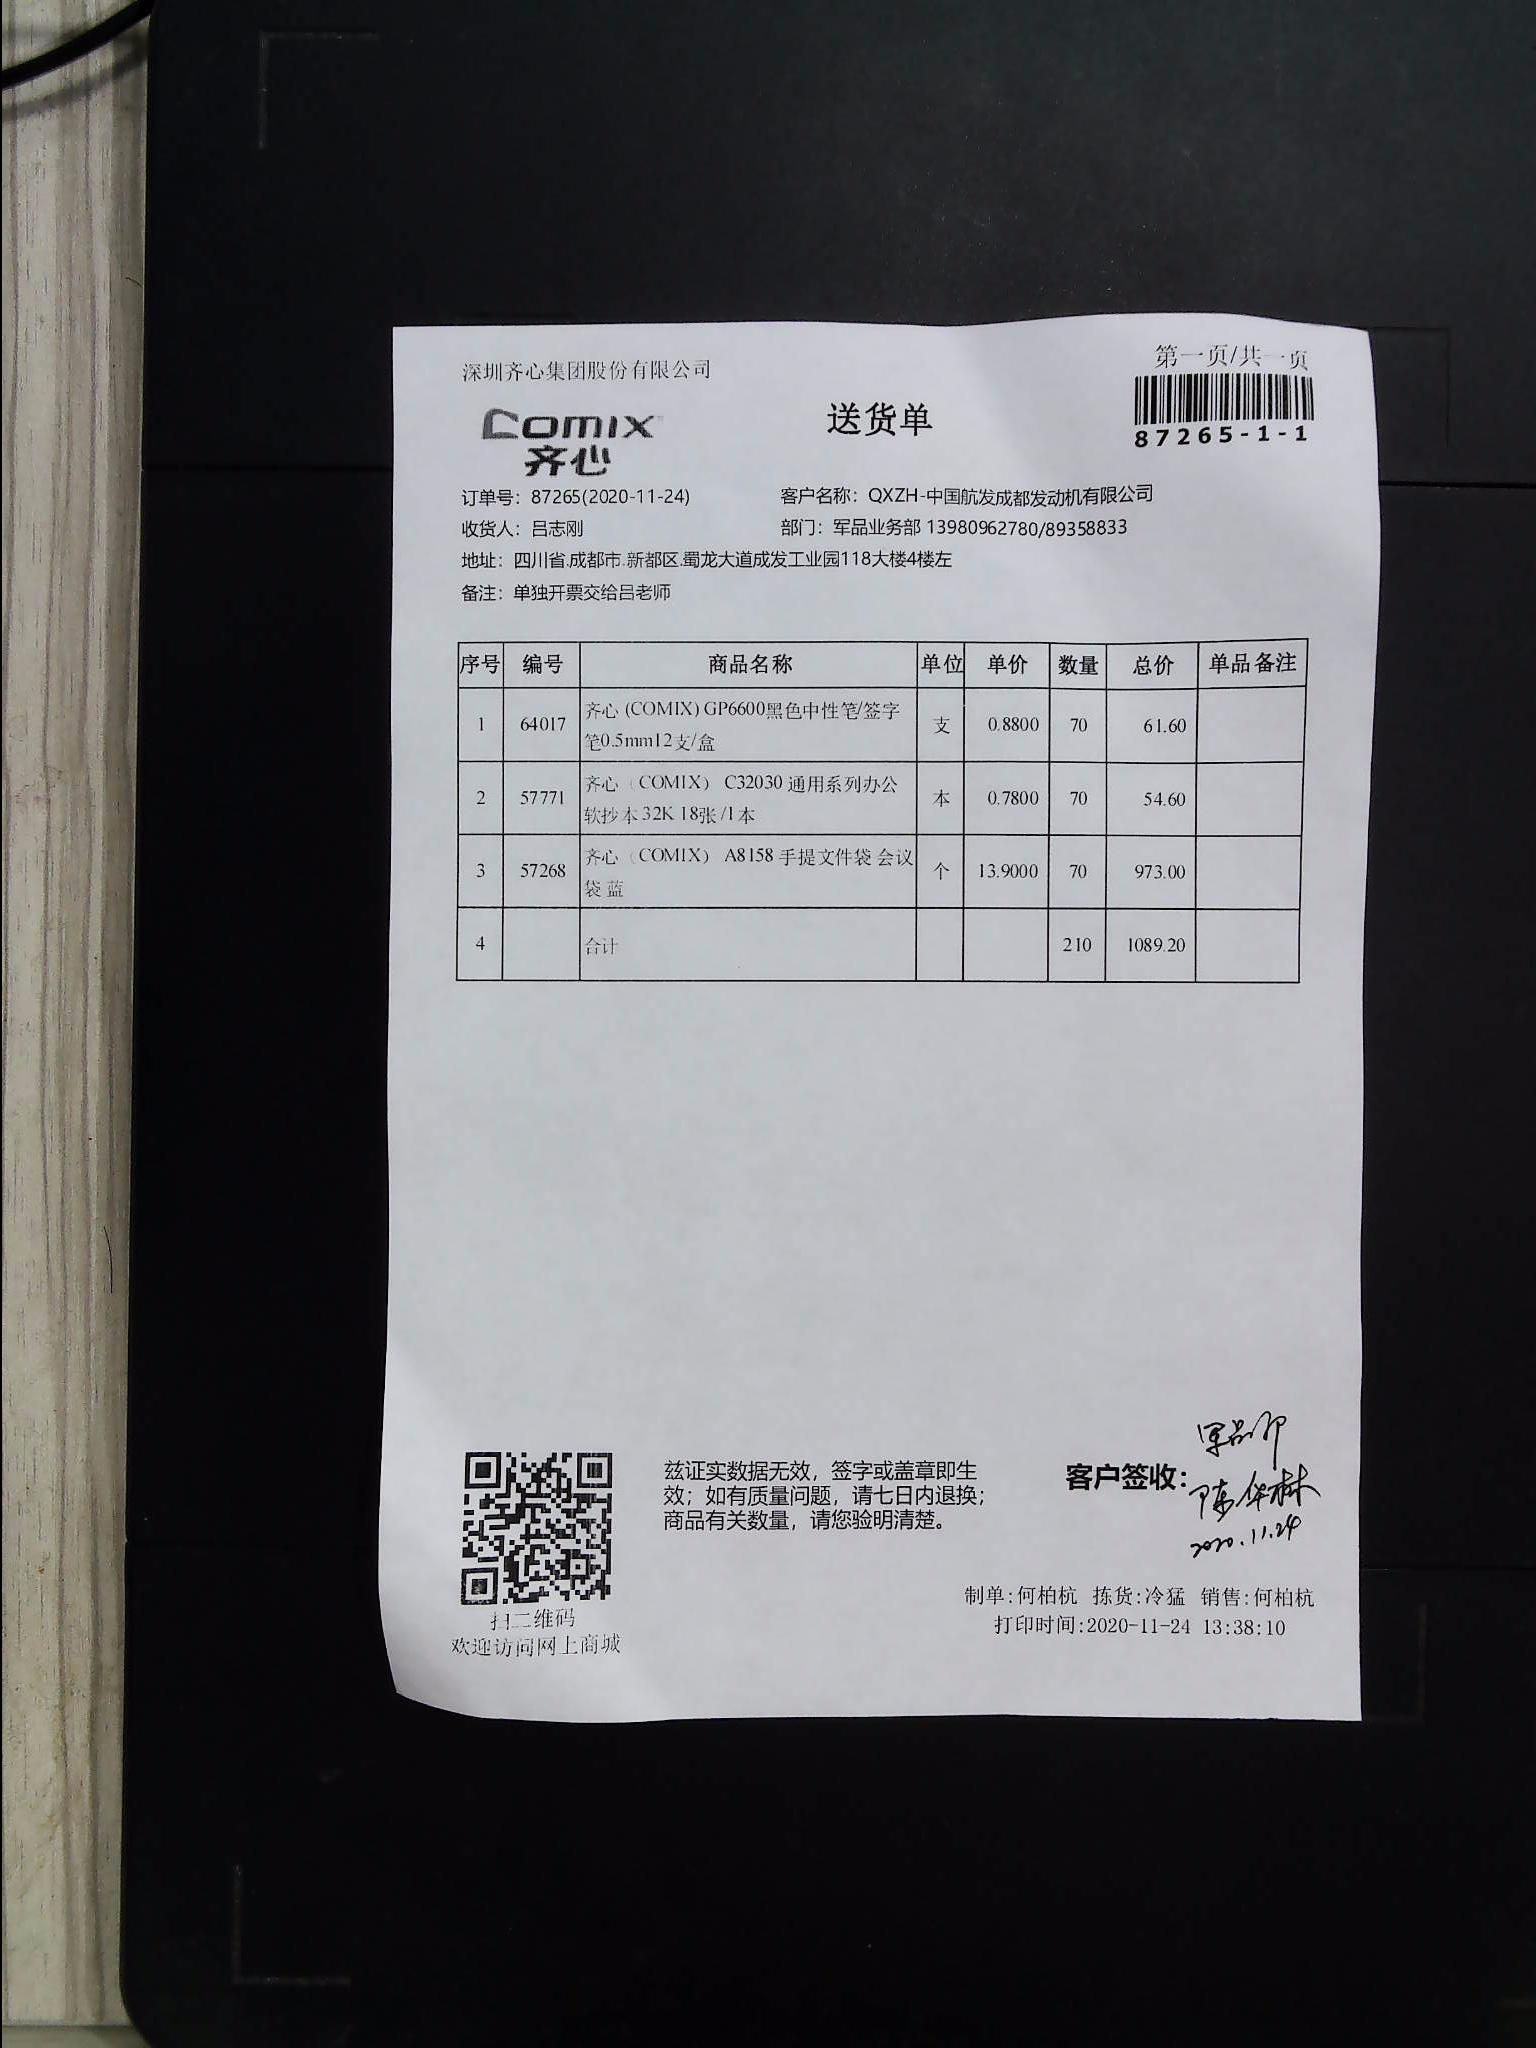 深圳齐心集团股份有限公司
第一页/共一页
COMIX
齐心
送货单
87265-1-1
订单号：87265(2020-11-24)
客户名称：QXZH-中国航发成都发动机有限公司
收货人：吕志刚
部门：军品业务部 13980962780/89358833
地址：四川省.成都市.新都区.蜀龙大道成发工业园118大楼4楼左
备注：单独开票交给吕老师
序号 编号 商品名称 单位 单价 数量 总价 单品备注
1 64017 齐心 (COMIX) GP6600黑色中性笔/签字 支 0.8800 70 61.60
笔0.5mm12支/盒
2 57771 齐心（COMIX） C32030 通用系列办公 本 0.7800 70 54.60
软抄本 32K 18张 /1本
3 57268 齐心（COMIX） A8158 手提文件袋 会议 个 13.9000 70 973.00
袋 蓝
4 合计 210 1089.20
兹证实数据无效，签字或盖章即生
效；如有质量问题，请七日内退换；
商品有关数量，请您验明清楚。
军品部
客户签收：
陈华林
2020.11.24
扫二维码
欢迎访问网上商城
制单:何柏杭 拣货:冷猛 销售:何柏杭
打印时间:2020-11-24 13:38:10